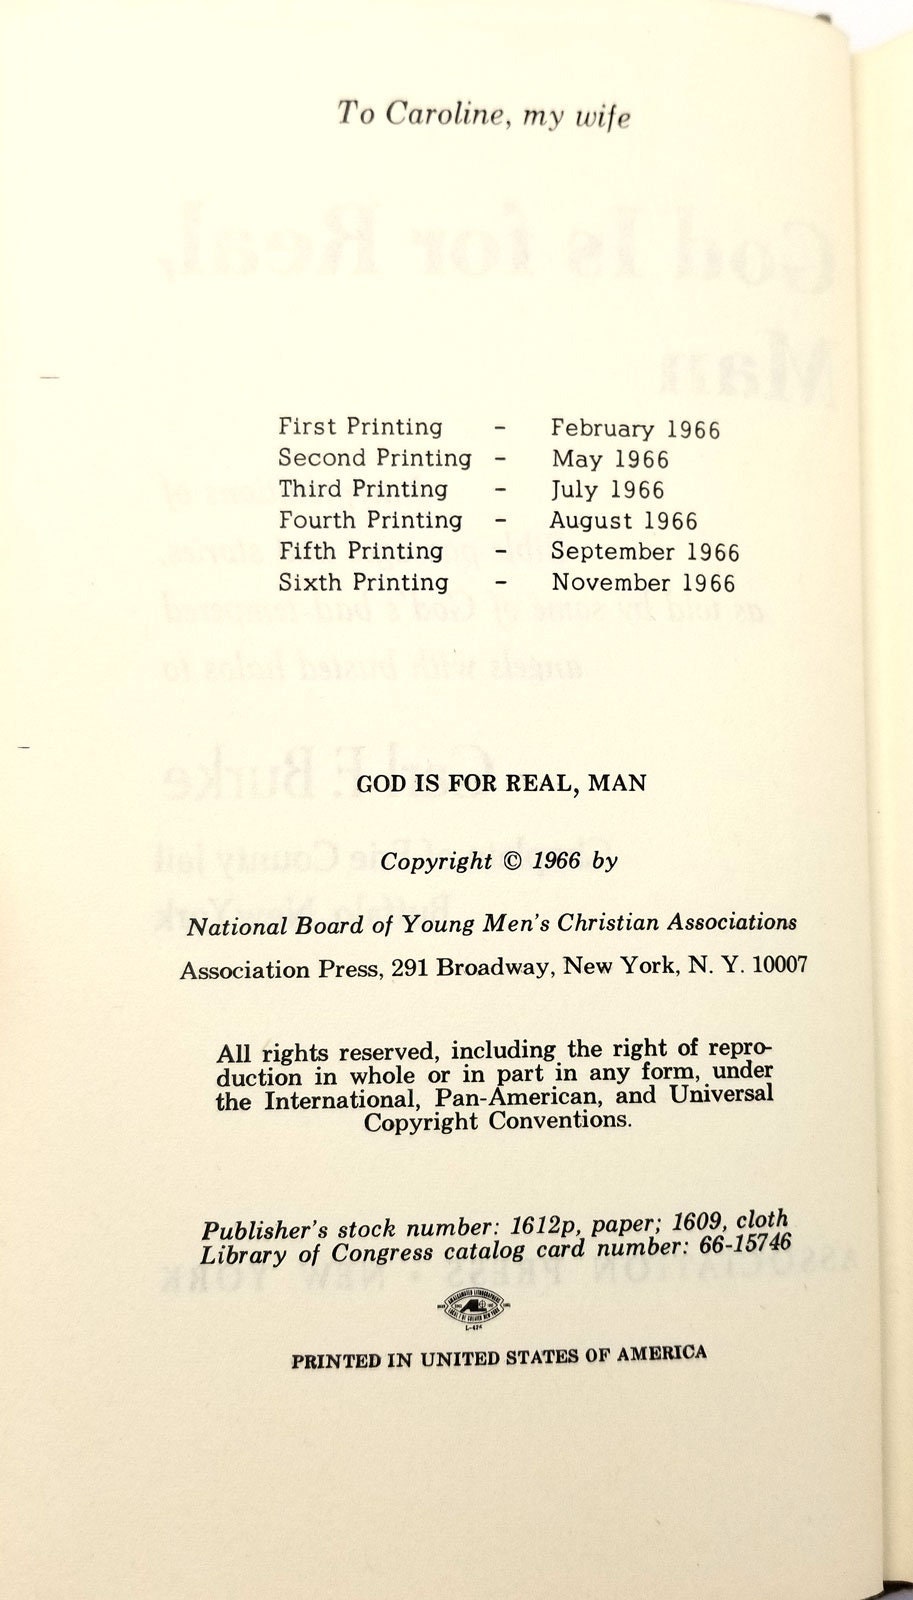 To Caroline, my wife
First Printing - February 1966
Second Printing - May 1966
Third Printing - July 1966
Fourth Printing - August 1966
Fifth Printing - September 1966
Sixth Printing - November 1966
GOD IS FOR REAL, MAN
Copyright © 1966 by
National Board of Young Men's Christian Associations
Association Press, 291 Broadway, New York, N. Y. 10007
All rights reserved, including the right of repro-
duction in whole or in part in any form, under
the International, Pan-American, and Universal
Copyright Conventions.
Publisher's stock number: 1612p, paper; 1609, cloth
Library of Congress catalog card number: 66-15746
AMALGAMATED LITHOGRAPHERS
PRINTED IN UNITED STATES OF AMERICA